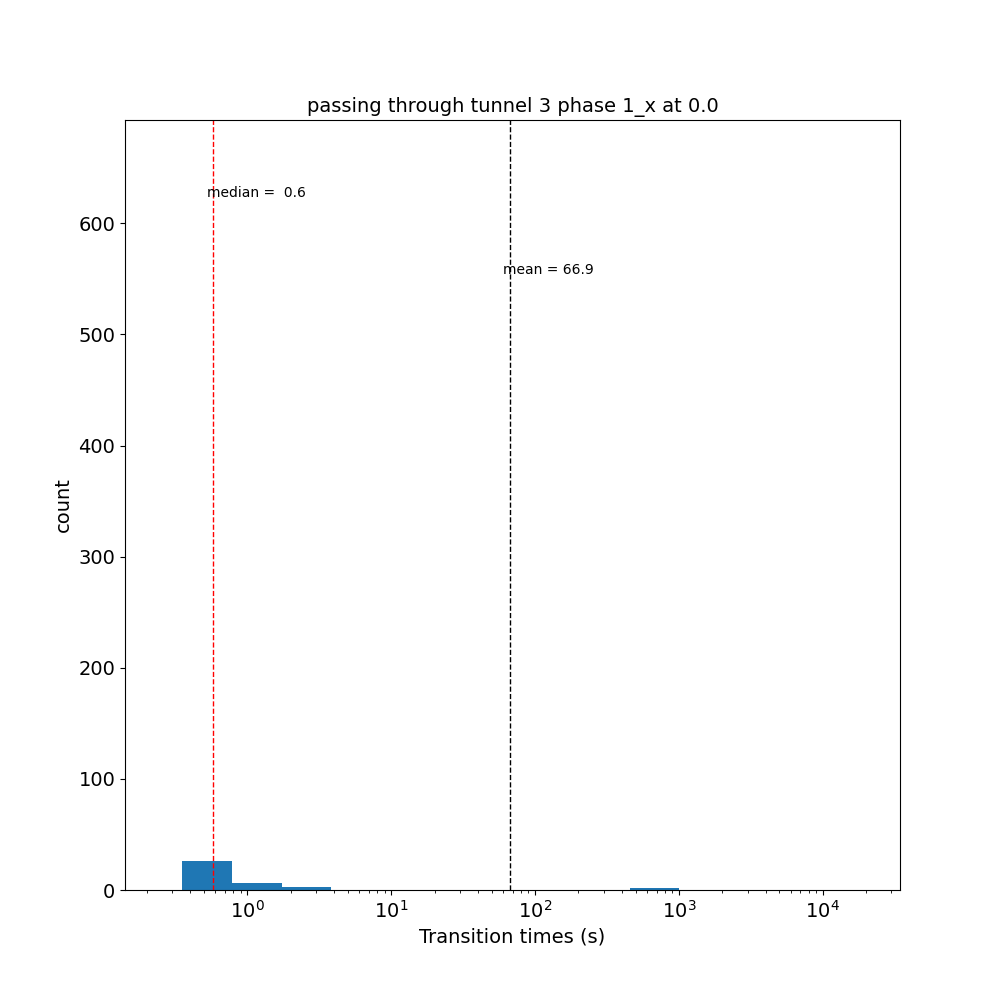 passing through tunnel 3 phase 1_x at 0.0
median =  0.6
mean = 66.9
600
500
400
300
200
100
0
count
10^0
10^1
10^2
10^3
10^4
Transition times (s)